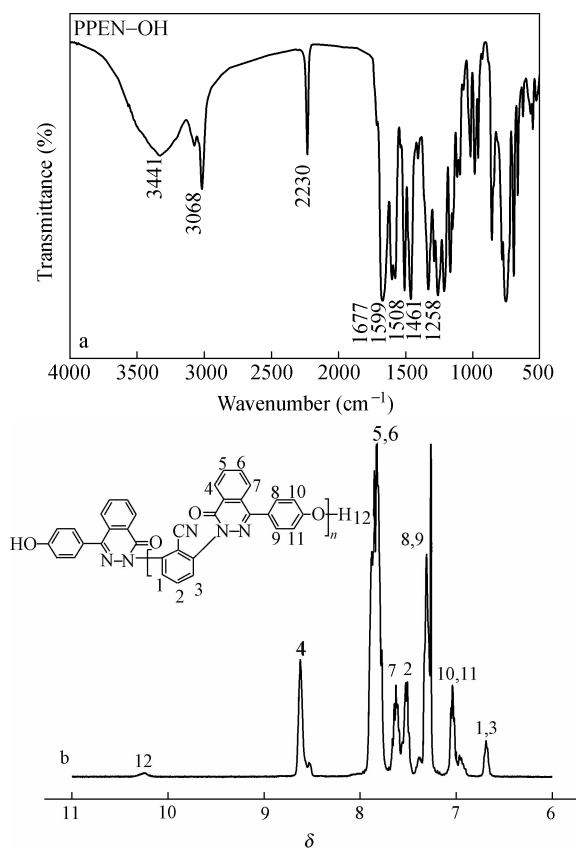 PPEN−OH
Transmittance (%)
3441
3068
2230
1677
1599
1508
1461
1258
a
4000 3500 3000 2500 2000 1500 1000 500
Wavenumber (cm⁻¹)
5,6
5 6
4 7 8 10
O CN O H 12
N N 9 11 n
HO O
N N 1 3
2
8,9
4
7 2
10,11
1,3
12
b
11 10 9 8 7 6
δ